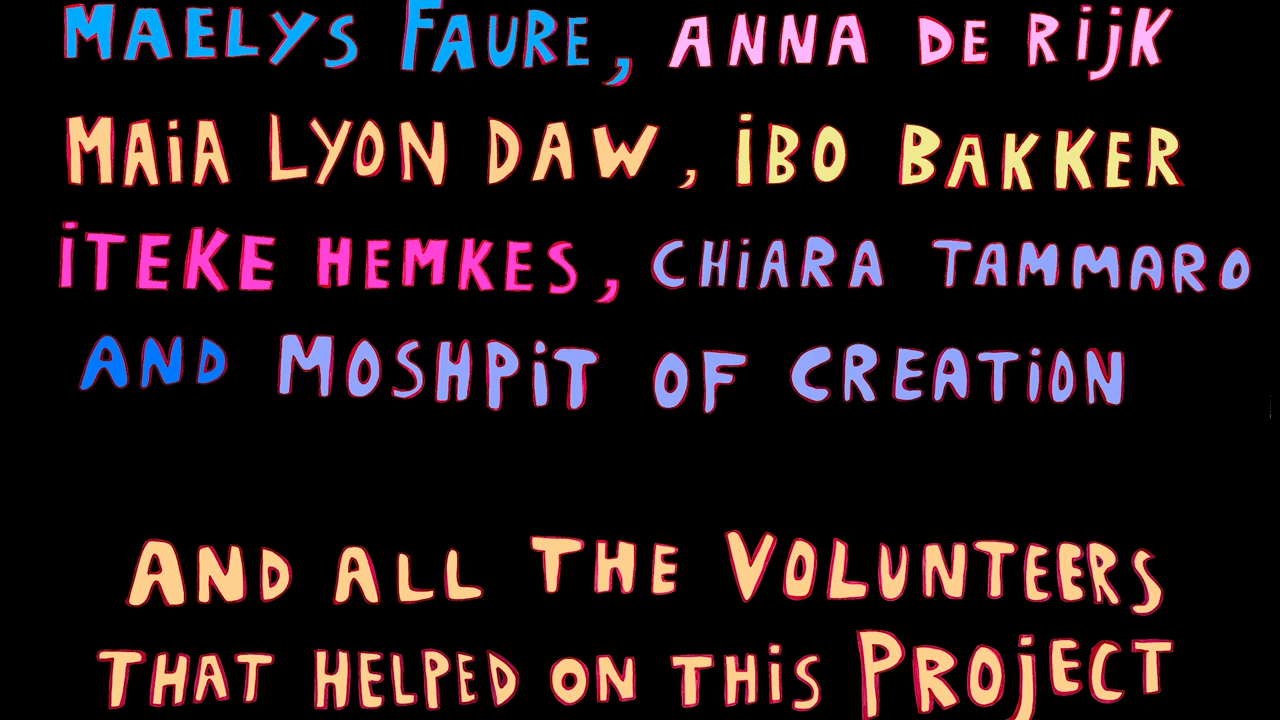 MAELYS FAURE, ANNA DE RijK
MAiA LYON DAW, iBO BAKKER
iTEKE HEMKES, CHiARA TAMMARO
AND MOSHPiT OF CREATiON
AND ALL THE VOLUNTEERS
THAT HELPED ON THiS PROjECT